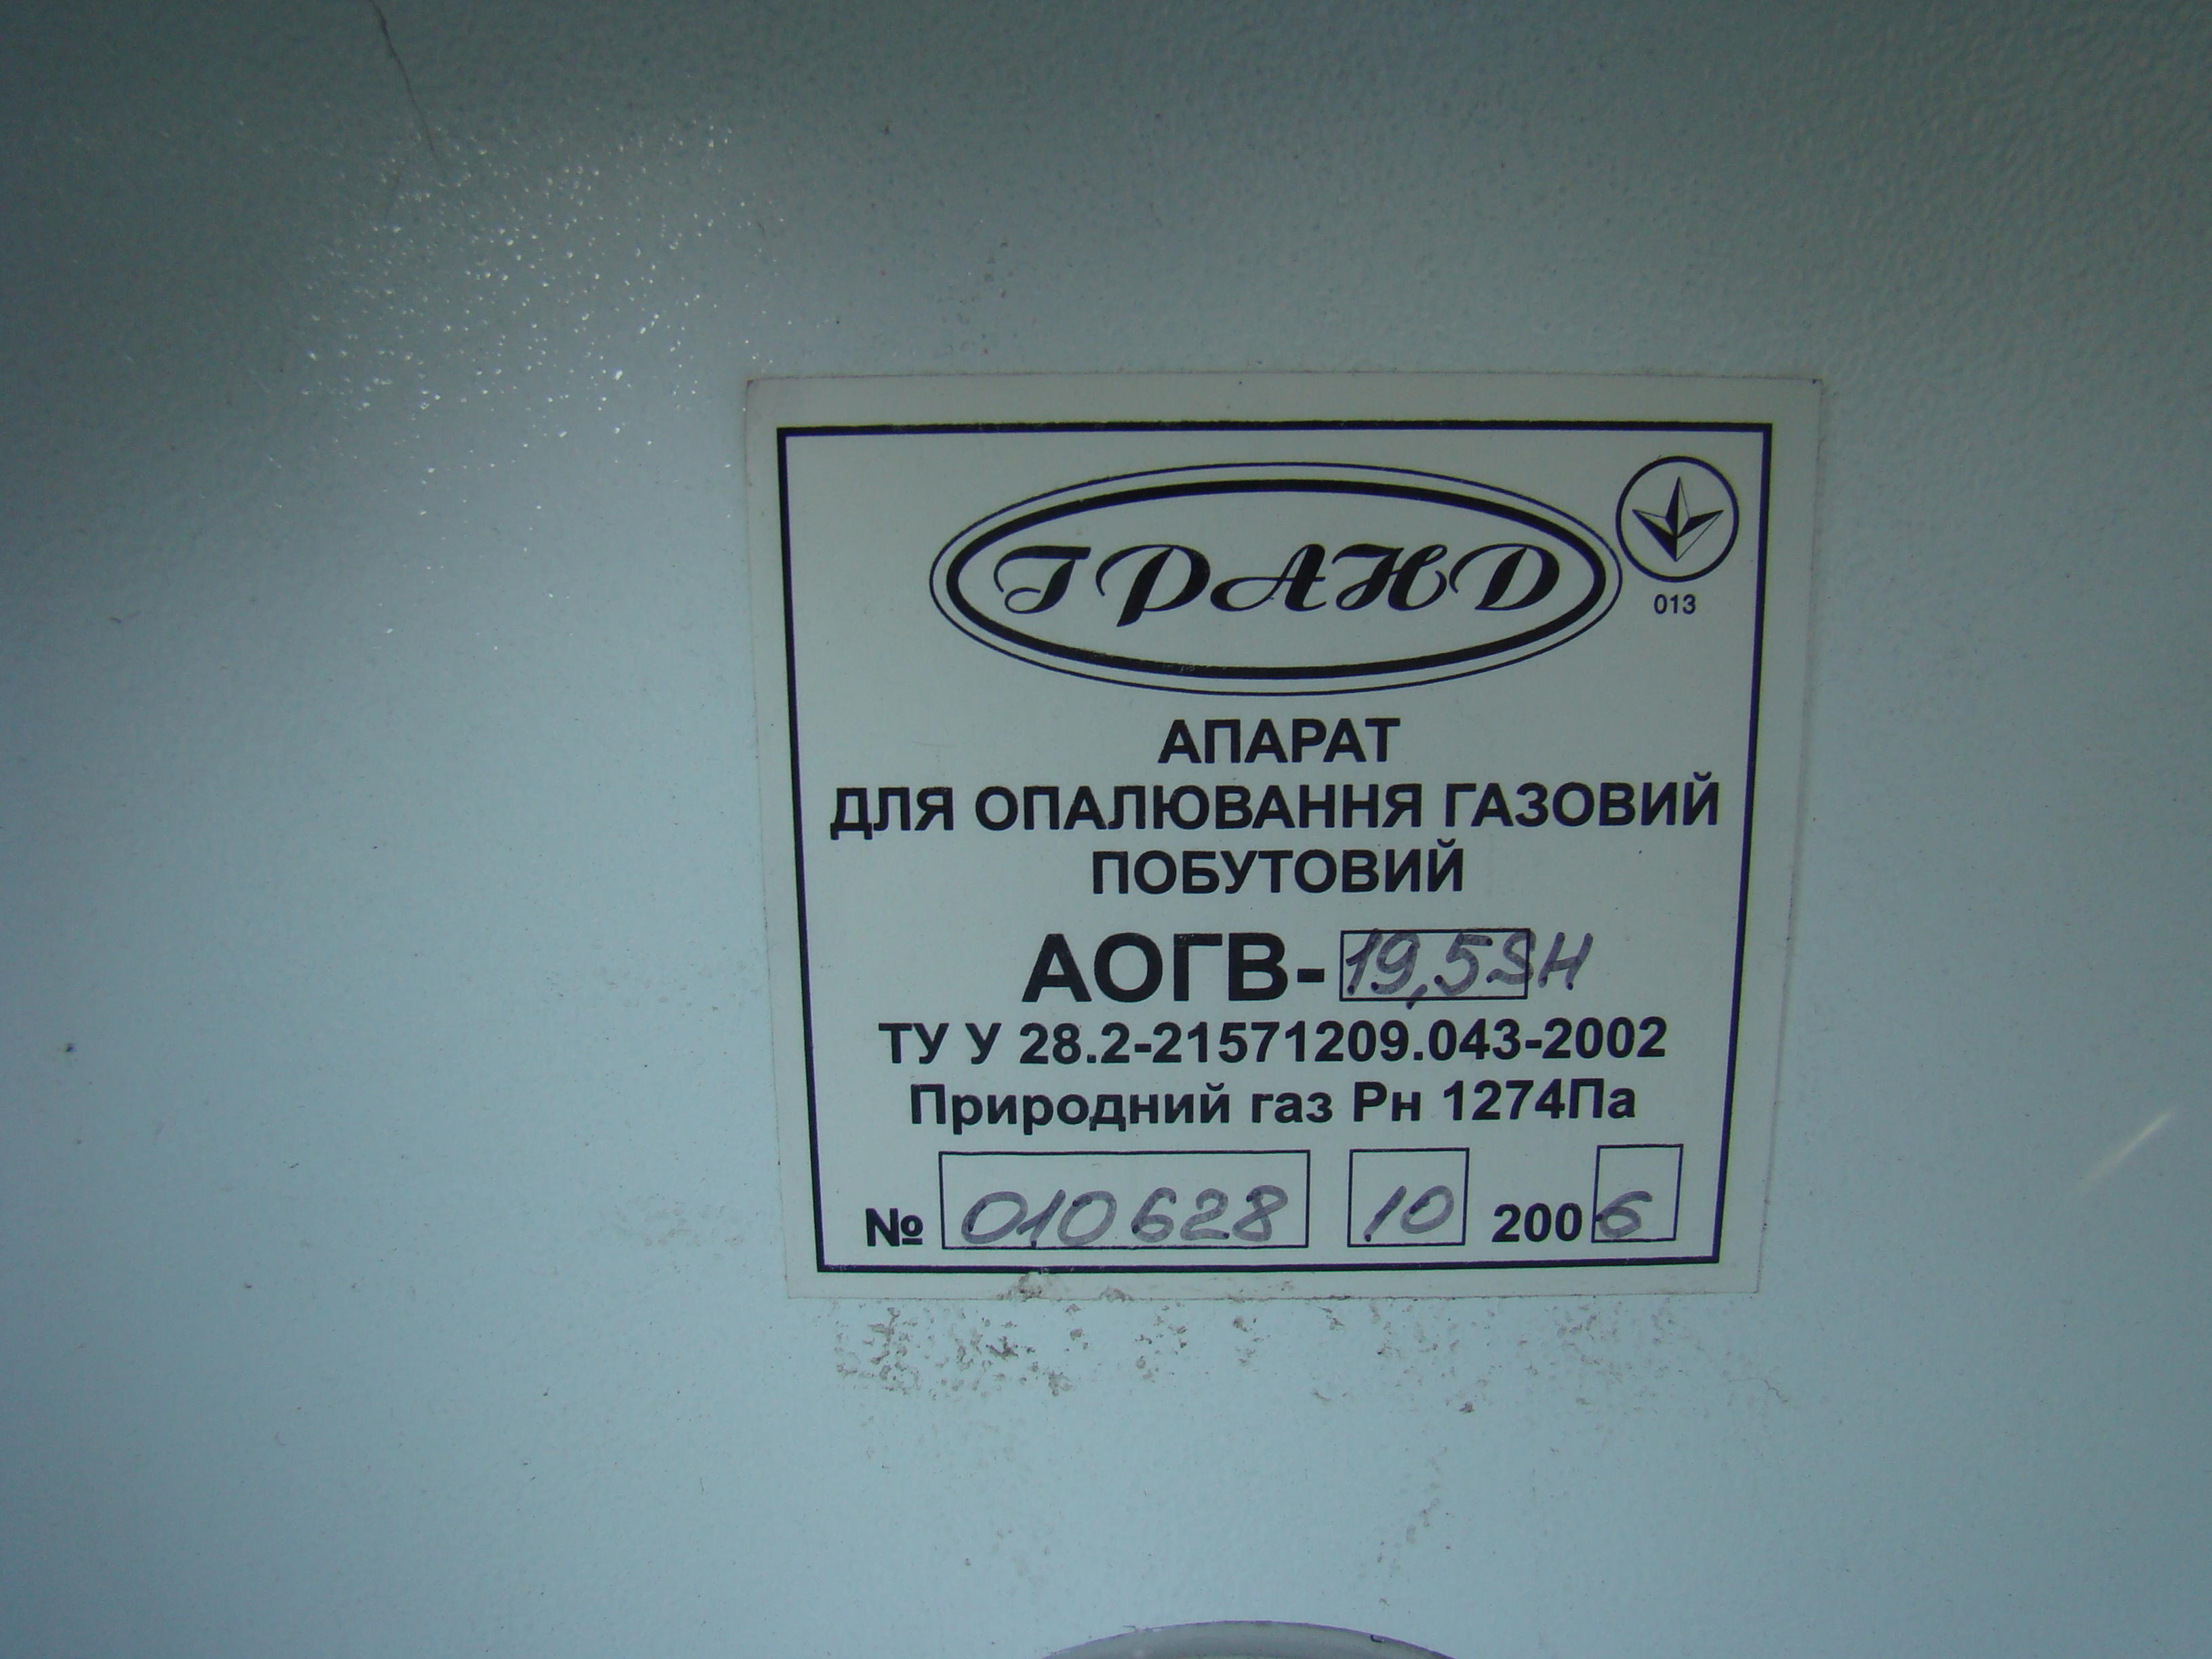 ГРАНД
013
АПАРАТ
ДЛЯ ОПАЛЮВАННЯ ГАЗОВИЙ
ПОБУТОВИЙ
АОГВ-19,5SH
ТУ У 28.2-21571209.043-2002
Природний газ Рн 1274Па
№ 010628 10 2006